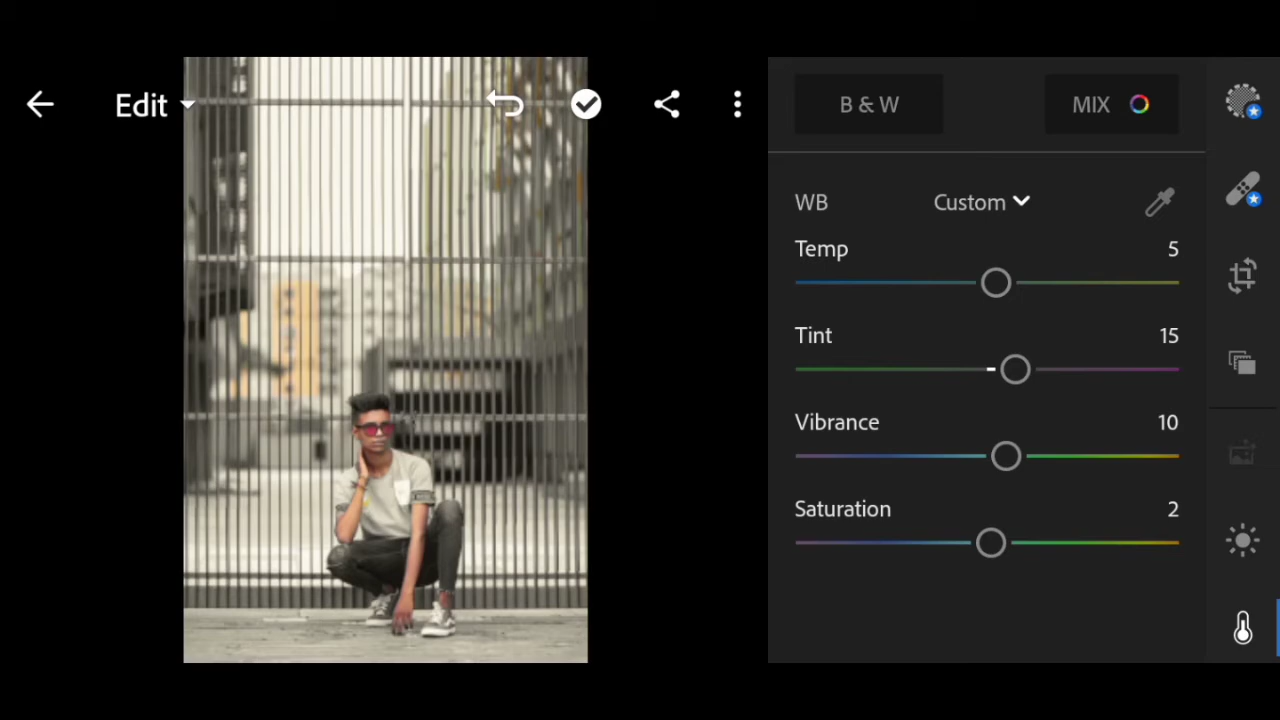 Edit
B & W
MIX
WB
Custom
Temp
5
Tint
15
Vibrance
10
Saturation
2